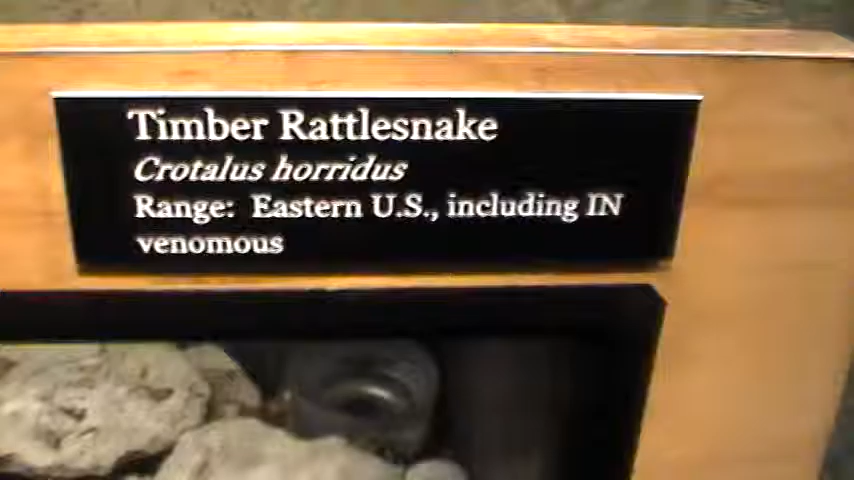 Timber Rattlesnake
Crotalus horridus
Range: Eastern U.S., including IN
venomous